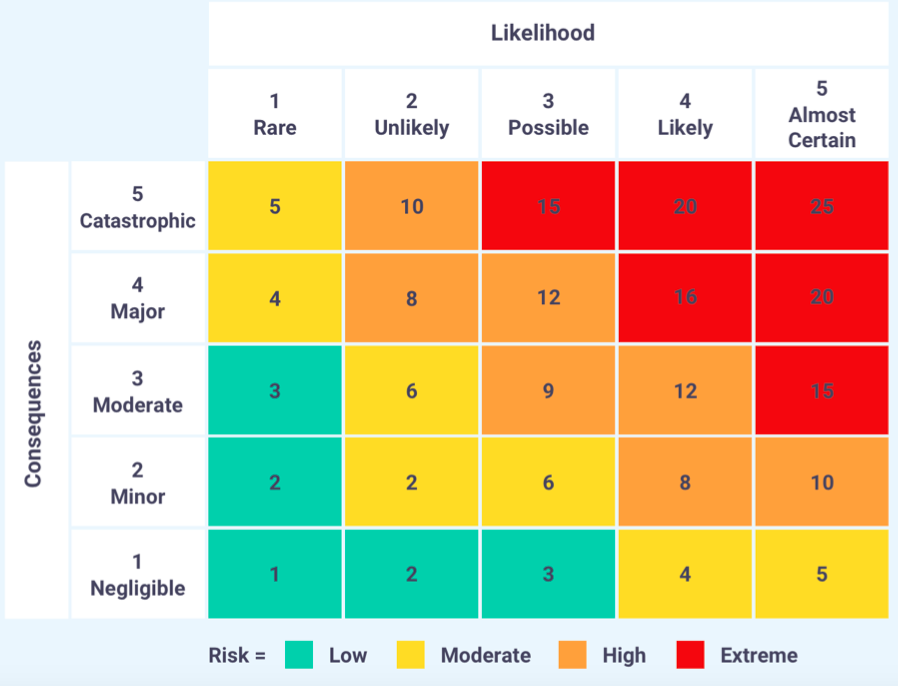 Likelihood
1
Rare
2
Unlikely
3
Possible
4
Likely
5
Almost
Certain
Consequences
5
Catastrophic
5
10
15
20
25
4
Major
4
8
12
16
20
3
Moderate
3
6
9
12
15
2
Minor
2
2
6
8
10
1
Negligible
1
2
3
4
5
Risk = Low Moderate High Extreme